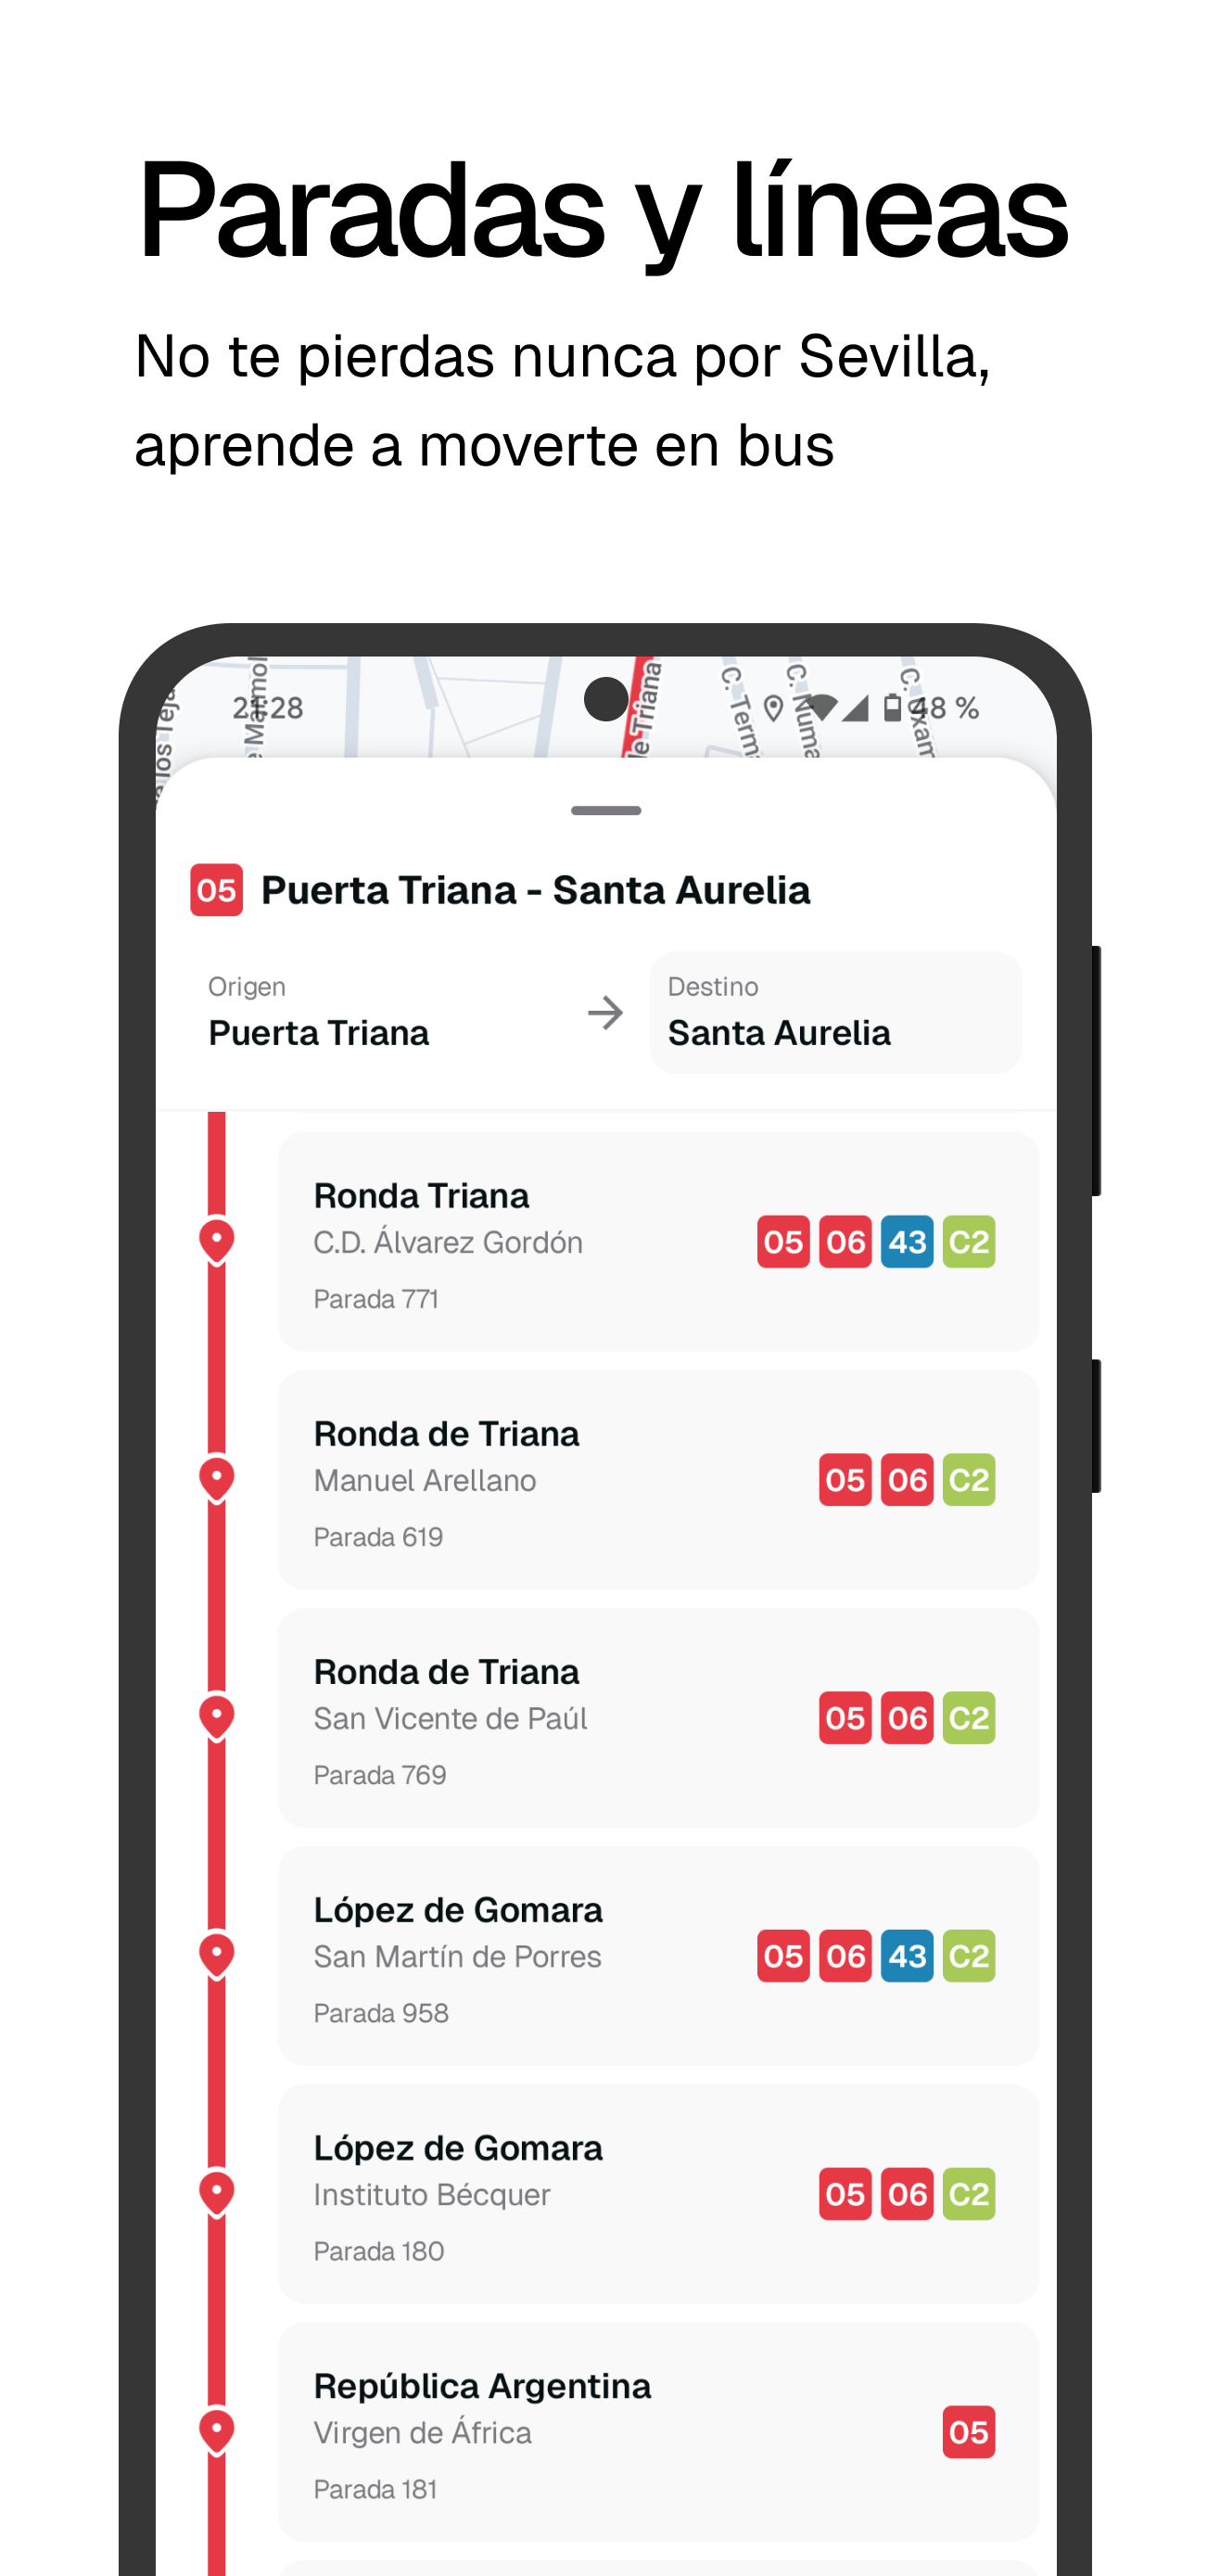 Paradas y líneas
No te pierdas nunca por Sevilla,
aprende a moverte en bus
21:28
48 %
de Triana
05 Puerta Triana - Santa Aurelia
Origen
Puerta Triana
Destino
Santa Aurelia
Ronda Triana
C.D. Álvarez Gordón
05 06 43 C2
Parada 771
Ronda de Triana
Manuel Arellano
05 06 C2
Parada 619
Ronda de Triana
San Vicente de Paúl
05 06 C2
Parada 769
López de Gomara
San Martín de Porres
05 06 43 C2
Parada 958
López de Gomara
Instituto Bécquer
05 06 C2
Parada 180
República Argentina
Virgen de África
05
Parada 181